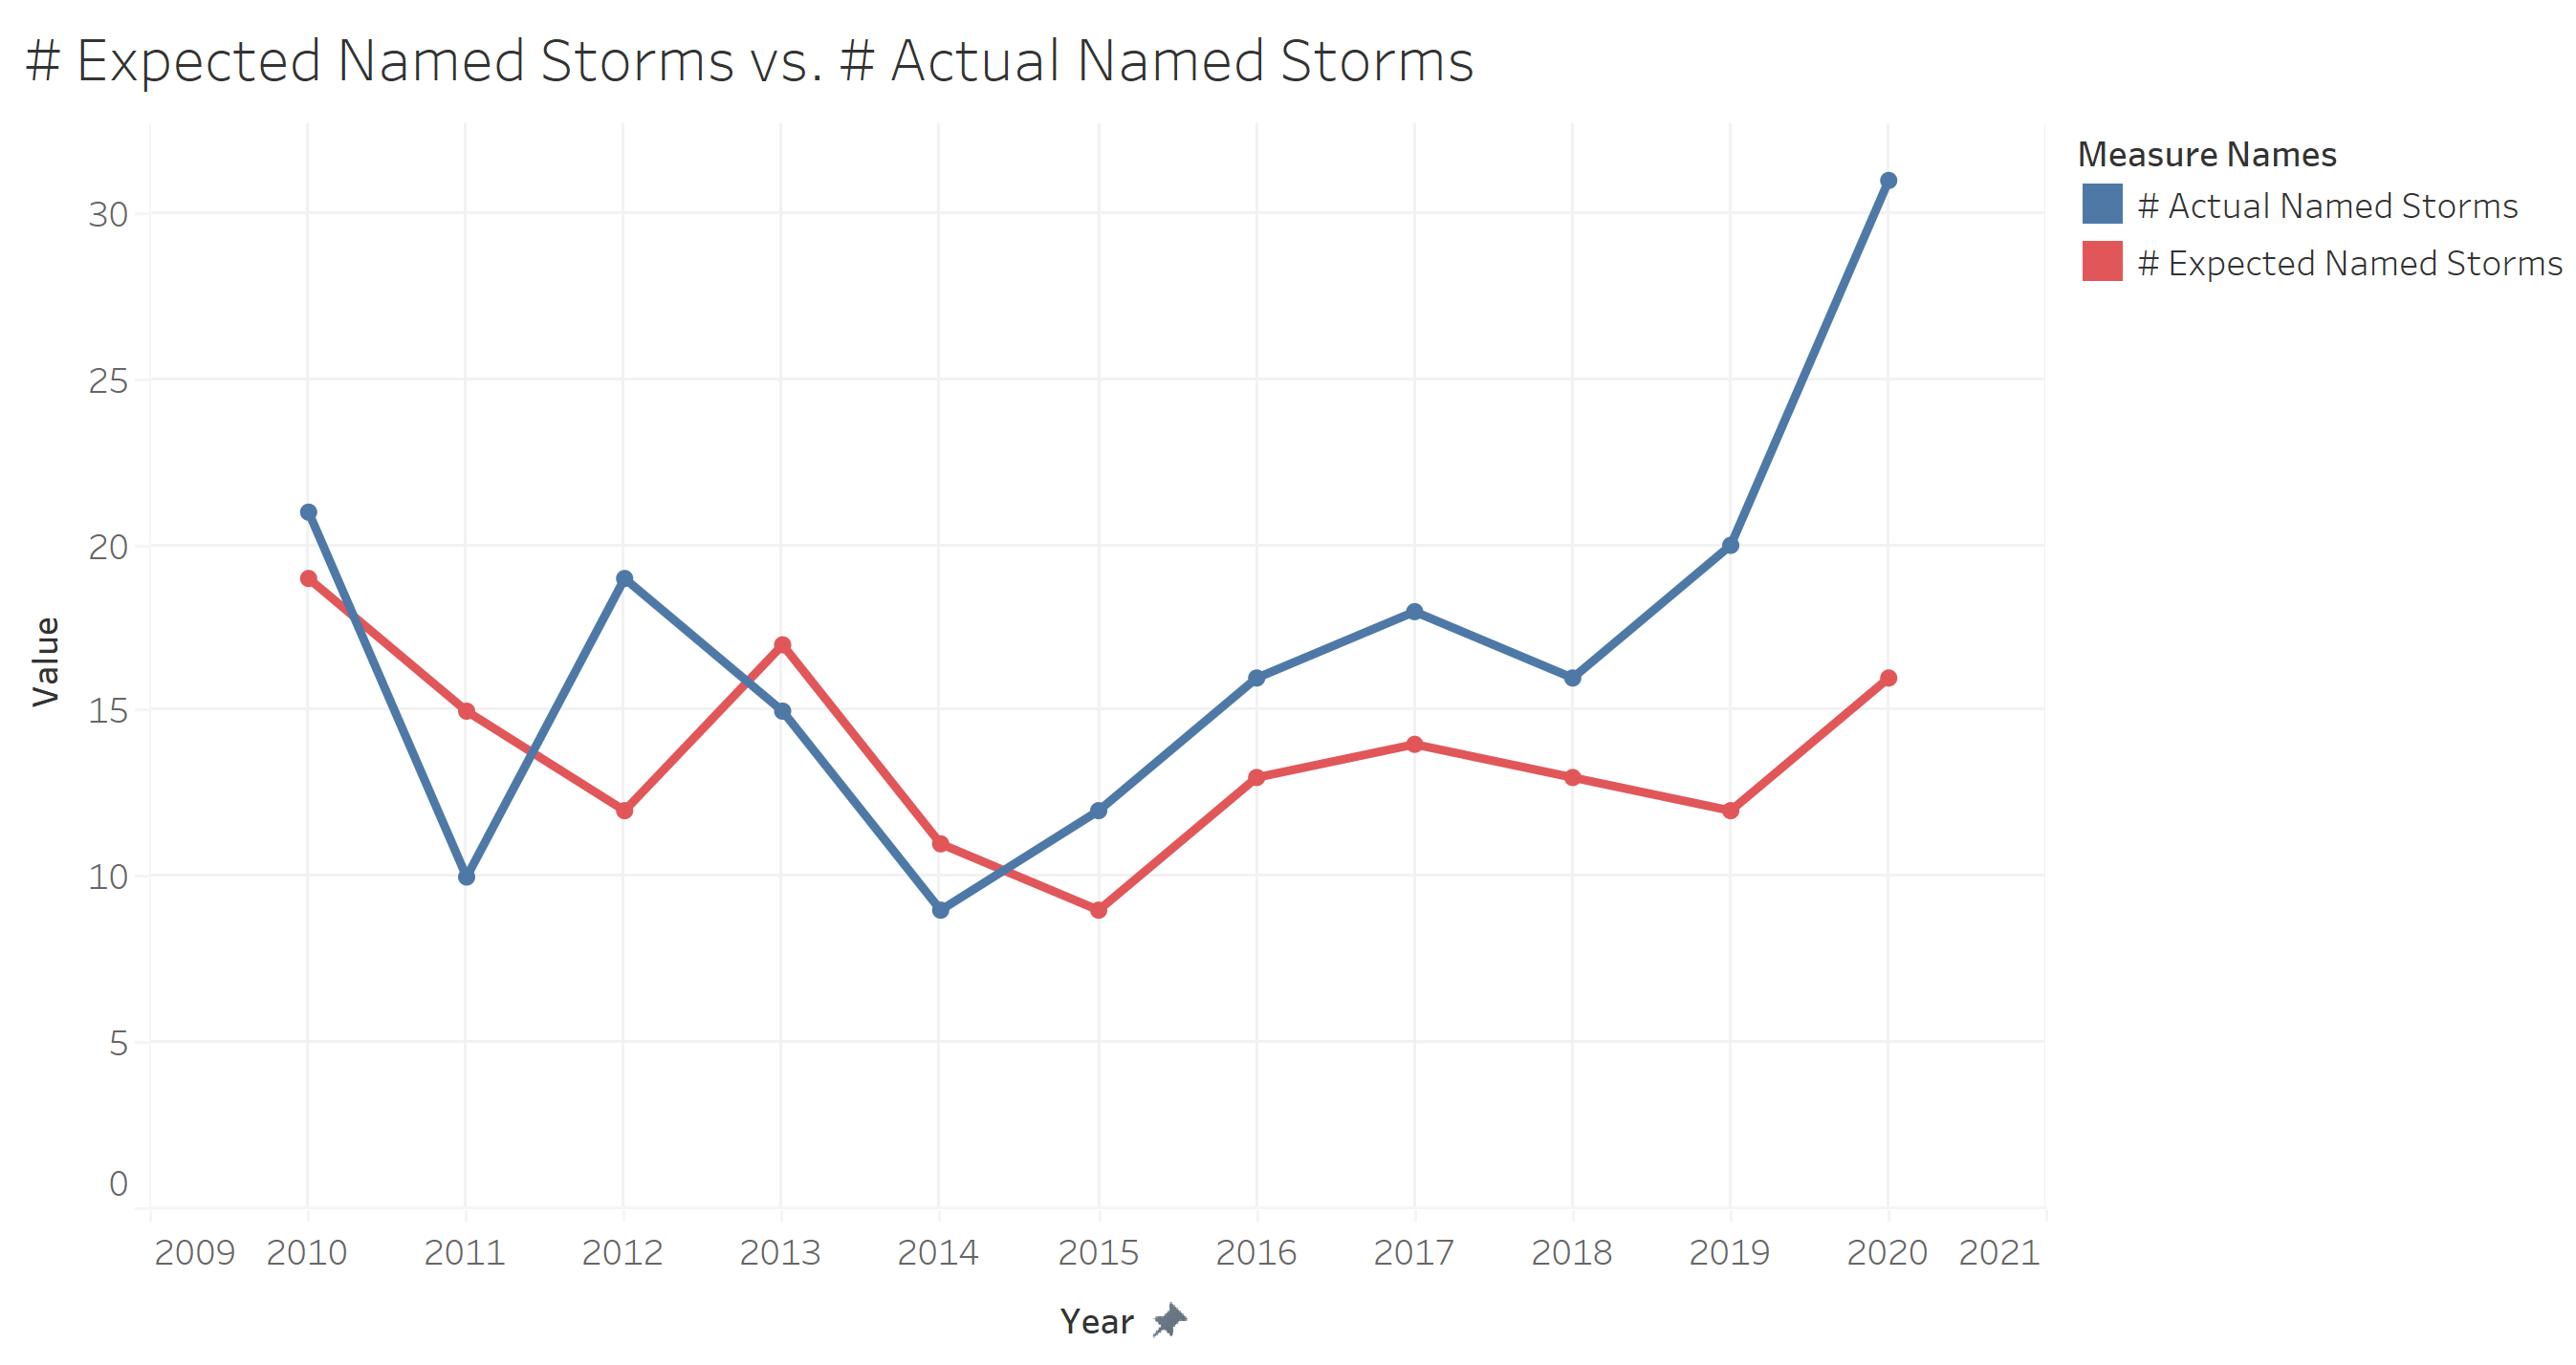 # Expected Named Storms vs. # Actual Named Storms
Measure Names
# Actual Named Storms
# Expected Named Storms
30
25
20
15
10
5
0
Value
2009 2010 2011 2012 2013 2014 2015 2016 2017 2018 2019 2020 2021
Year